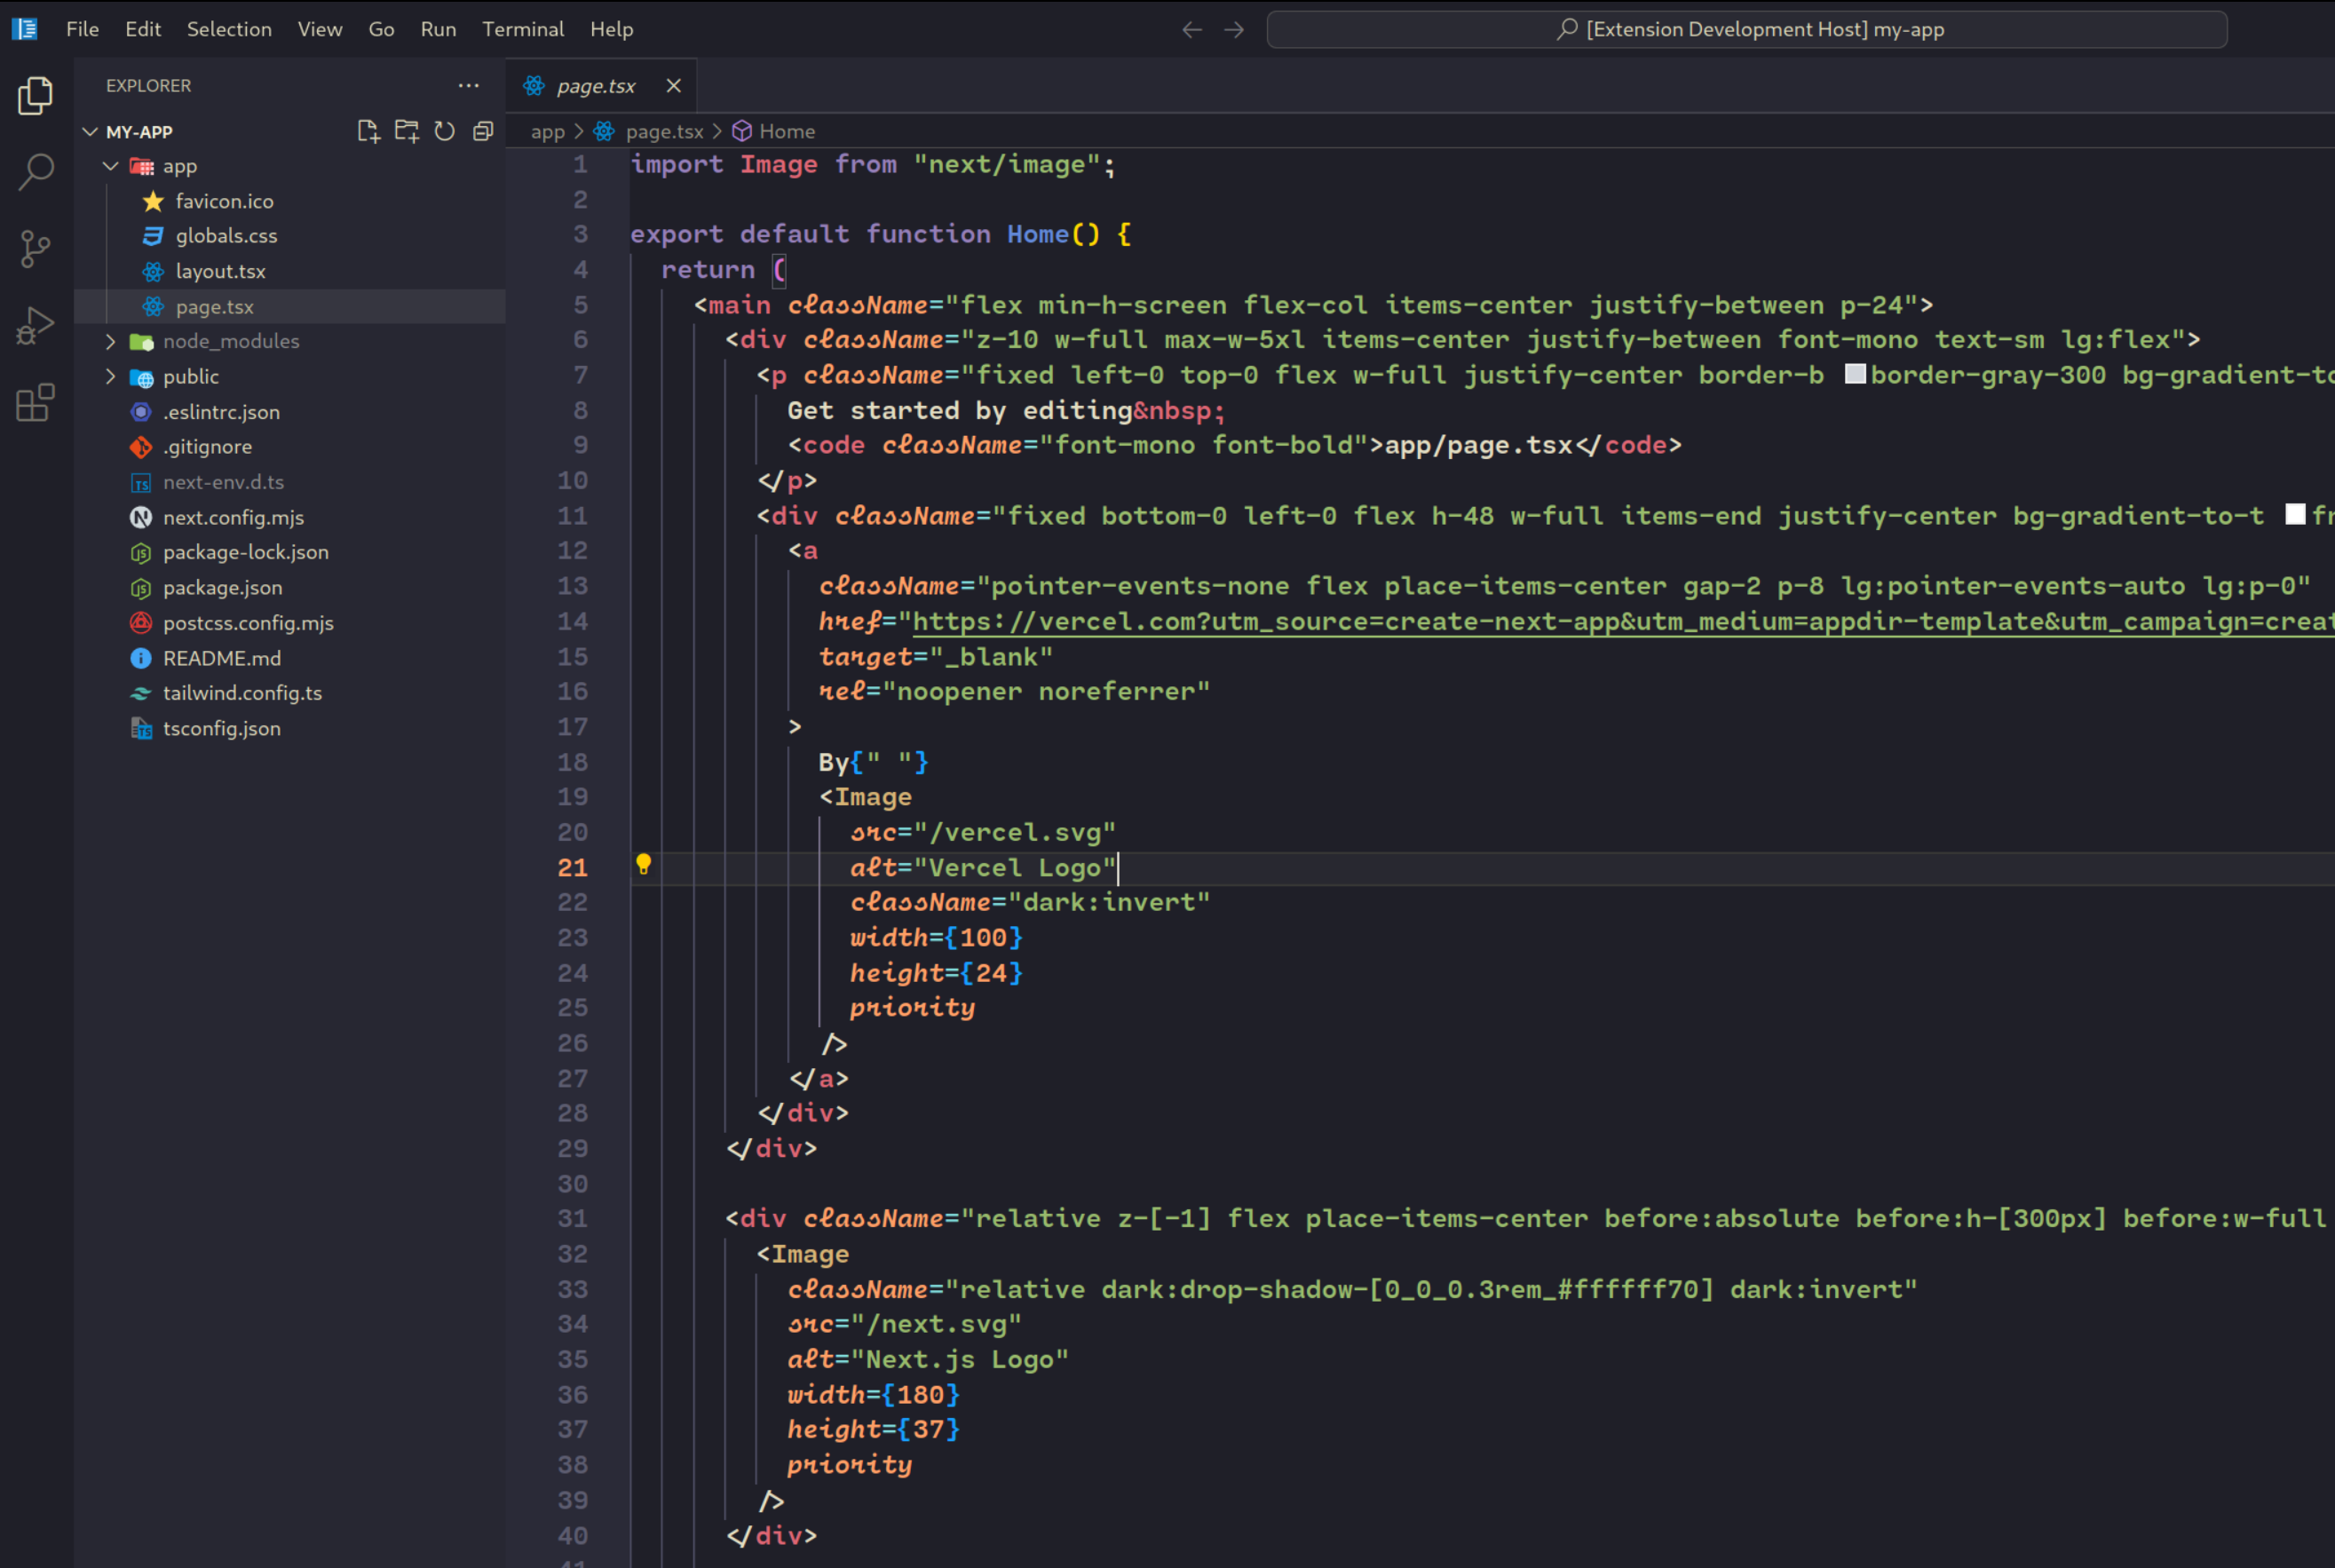 File Edit Selection View Go Run Terminal Help
[Extension Development Host] my-app
EXPLORER
MY-APP
app
favicon.ico
globals.css
layout.tsx
page.tsx
node_modules
public
.eslintrc.json
.gitignore
next-env.d.ts
next.config.mjs
package-lock.json
package.json
postcss.config.mjs
README.md
tailwind.config.ts
tsconfig.json
page.tsx
app > page.tsx > Home
1 import Image from "next/image";
2
3 export default function Home() {
4 return (
5 <main className="flex min-h-screen flex-col items-center justify-between p-24">
6 <div className="z-10 w-full max-w-5xl items-center justify-between font-mono text-sm lg:flex">
7 <p className="fixed left-0 top-0 flex w-full justify-center border-b border-gray-300 bg-gradient-to
8 Get started by editing&nbsp;
9 <code className="font-mono font-bold">app/page.tsx</code>
10 </p>
11 <div className="fixed bottom-0 left-0 flex h-48 w-full items-end justify-center bg-gradient-to-t fr
12 <a
13 className="pointer-events-none flex place-items-center gap-2 p-8 lg:pointer-events-auto lg:p-0"
14 href="https://vercel.com?utm_source=create-next-app&utm_medium=appdir-template&utm_campaign=creat
15 target="_blank"
16 rel="noopener noreferrer"
17 >
18 By{" "}
19 <Image
20 src="/vercel.svg"
21 alt="Vercel Logo"
22 className="dark:invert"
23 width={100}
24 height={24}
25 priority
26 />
27 </a>
28 </div>
29 </div>
30
31 <div className="relative z-[-1] flex place-items-center before:absolute before:h-[300px] before:w-full
32 <Image
33 className="relative dark:drop-shadow-[0_0_0.3rem_#ffffff70] dark:invert"
34 src="/next.svg"
35 alt="Next.js Logo"
36 width={180}
37 height={37}
38 priority
39 />
40 </div>
41